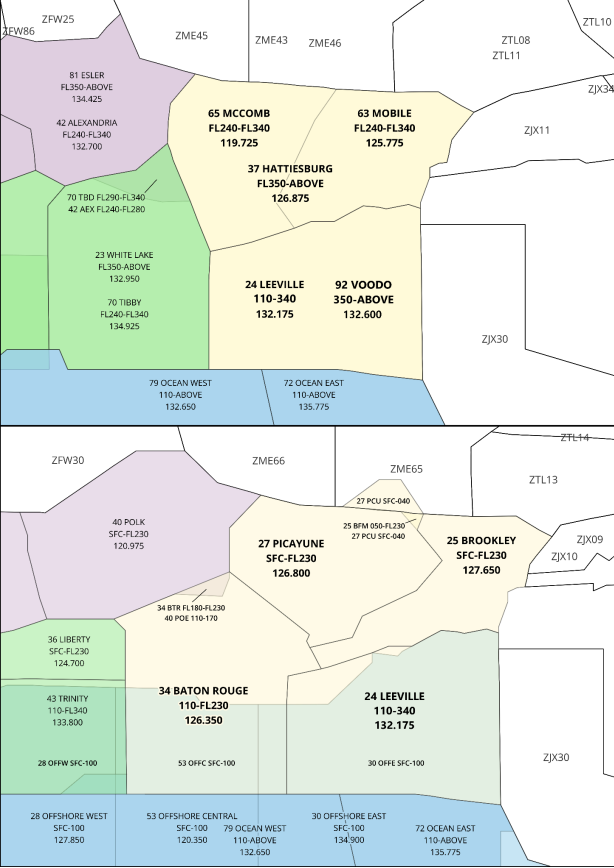 ZFW25
ZFW86
ZME45
ZME43
ZME46
ZTL10
ZTL08
ZTL11
ZJX34
ZJX11
81 ESLER
FL350-ABOVE
134.425
42 ALEXANDRIA
FL240-FL340
132.700
65 MCCOMB
FL240-FL340
119.725
63 MOBILE
FL240-FL340
125.775
37 HATTIESBURG
FL350-ABOVE
126.875
70 TBD FL290-FL340
42 AEX FL240-FL280
23 WHITE LAKE
FL350-ABOVE
132.950
70 TIBBY
FL240-FL340
134.925
24 LEEVILLE
110-340
132.175
92 VOODO
350-ABOVE
132.600
ZJX30
79 OCEAN WEST
110-ABOVE
132.650
72 OCEAN EAST
110-ABOVE
135.775
ZFW30
ZME66
ZME65
ZTL14
ZTL13
ZJX09
ZJX10
27 PCU SFC-040
25 BFM 050-FL230
27 PCU SFC-040
40 POLK
SFC-FL230
120.975
27 PICAYUNE
SFC-FL230
126.800
25 BROOKLEY
SFC-FL230
127.650
34 BTR FL180-FL230
40 POE 110-170
36 LIBERTY
SFC-FL230
124.700
43 TRINITY
110-FL340
133.800
34 BATON ROUGE
110-FL230
126.350
24 LEEVILLE
110-340
132.175
28 OFFW SFC-100
53 OFFC SFC-100
30 OFFE SFC-100
ZJX30
28 OFFSHORE WEST
SFC-100
127.850
53 OFFSHORE CENTRAL
SFC-100
120.350
79 OCEAN WEST
110-ABOVE
132.650
30 OFFSHORE EAST
SFC-100
134.900
72 OCEAN EAST
110-ABOVE
135.775